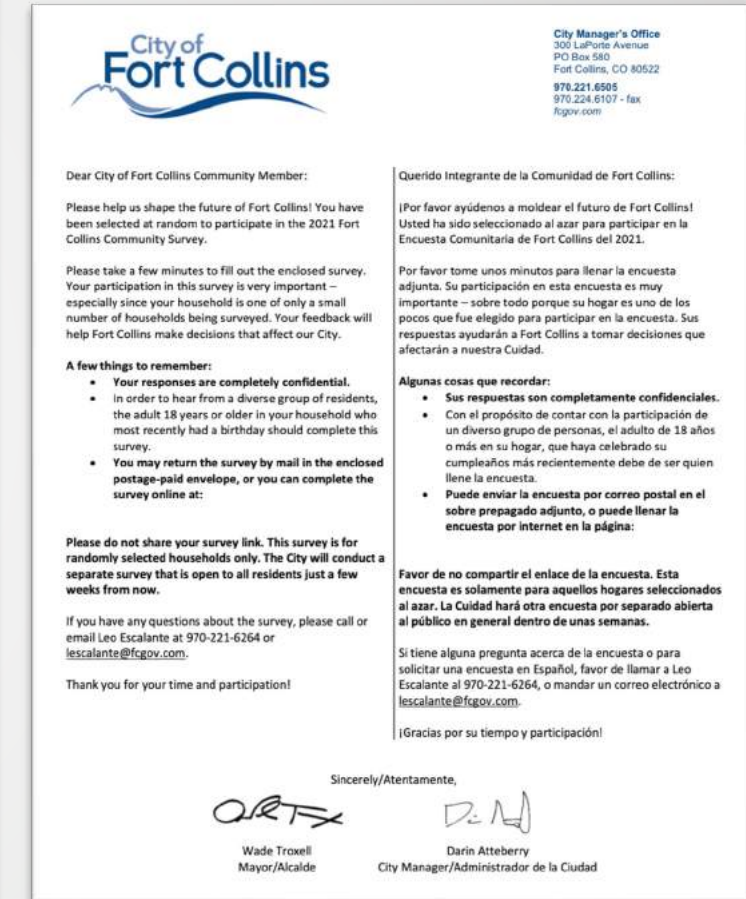 City of
Fort Collins
City Manager's Office
300 LaPorte Avenue
PO Box 580
Fort Collins, CO 80522
970.221.6505
970.224.6107 - fax
fcgov.com
Dear City of Fort Collins Community Member:
Please help us shape the future of Fort Collins! You have
been selected at random to participate in the 2021 Fort
Collins Community Survey.
Please take a few minutes to fill out the enclosed survey.
Your participation in this survey is very important –
especially since your household is one of only a small
number of households being surveyed. Your feedback will
help Fort Collins make decisions that affect our City.
A few things to remember:
• Your responses are completely confidential.
• In order to hear from a diverse group of residents,
the adult 18 years or older in your household who
most recently had a birthday should complete this
survey.
• You may return the survey by mail in the enclosed
postage-paid envelope, or you can complete the
survey online at:
Please do not share your survey link. This survey is for
randomly selected households only. The City will conduct a
separate survey that is open to all residents just a few
weeks from now.
If you have any questions about the survey, please call or
email Leo Escalante at 970-221-6264 or
lescalante@fcgov.com.
Thank you for your time and participation!
Querido Integrante de la Comunidad de Fort Collins:
¡Por favor ayúdenos a moldear el futuro de Fort Collins!
Usted ha sido seleccionado al azar para participar en la
Encuesta Comunitaria de Fort Collins del 2021.
Por favor tome unos minutos para llenar la encuesta
adjunta. Su participación en esta encuesta es muy
importante – sobre todo porque su hogar es uno de los
pocos que fue elegido para participar en la encuesta. Sus
respuestas ayudarán a Fort Collins a tomar decisiones que
afectarán a nuestra Cuidad.
Algunas cosas que recordar:
• Sus respuestas son completamente confidenciales.
• Con el propósito de contar con la participación de
un diverso grupo de personas, el adulto de 18 años
o más en su hogar, que haya celebrado su
cumpleaños más recientemente debe de ser quien
llene la encuesta.
• Puede enviar la encuesta por correo postal en el
sobre prepagado adjunto, o puede llenar la
encuesta por internet en la página:
Favor de no compartir el enlace de la encuesta. Esta
encuesta es solamente para aquellos hogares seleccionados
al azar. La Cuidad hará otra encuesta por separado abierta
al público en general dentro de unas semanas.
Si tiene alguna pregunta acerca de la encuesta o para
solicitar una encuesta en Español, favor de llamar a Leo
Escalante al 970-221-6264, o mandar un correo electrónico a
lescalante@fcgov.com.
¡Gracias por su tiempo y participación!
Sincerely/Atentamente,
Wade Troxell
Mayor/Alcalde
Darin Atteberry
City Manager/Administrador de la Ciudad